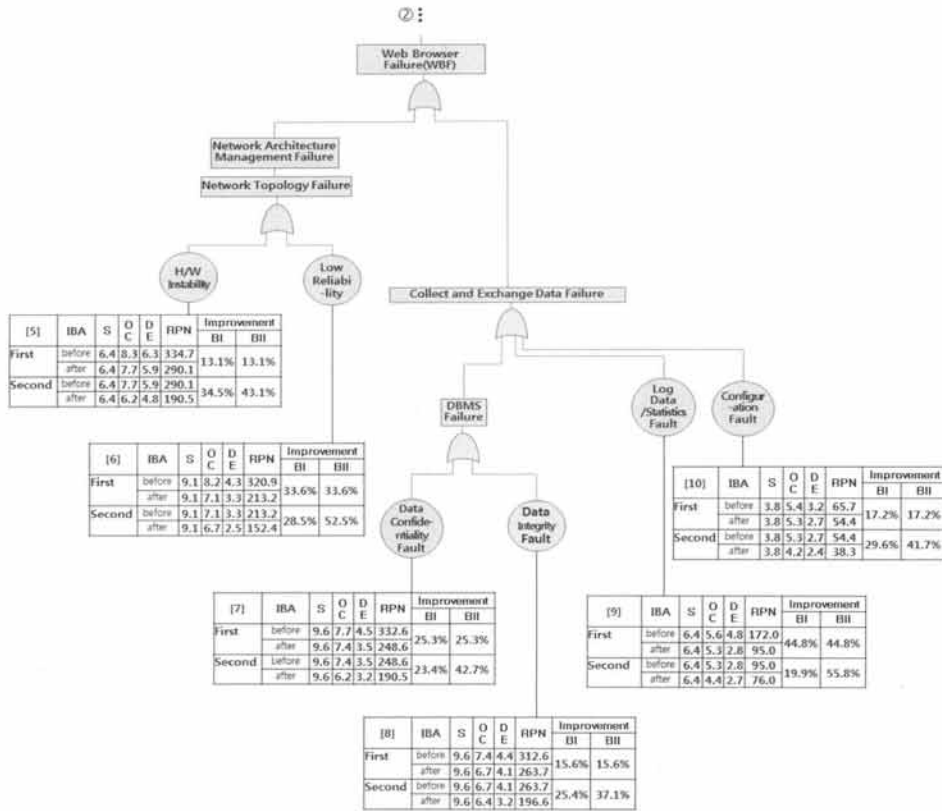 ② ⋮
Web Browser
Failure(WBF)
Network Architecture
Management Failure
Network Topology Failure
H/W
Instability
Low
Reliabi
-lity
Collect and Exchange Data Failure
[5] IBA S OC DE RPN Improvement
BI BII
First before 6.4 8.3 6.3 334.7 13.1% 13.1%
after 6.4 7.7 5.9 290.1
Second before 6.4 7.7 5.9 290.1 34.5% 43.1%
after 6.4 6.2 4.8 190.5
DBMS
Failure
Log
Data
/Statistics
Fault
Configur
-ation
Fault
[6] IBA S OC DE RPN Improvement
BI BII
First before 9.1 8.2 4.3 320.9 33.6% 33.6%
after 9.1 7.1 3.3 213.2
Second before 9.1 7.1 3.3 213.2 28.5% 52.5%
after 9.1 6.7 2.5 152.4
[10] IBA S OC DE RPN Improvement
BI BII
First before 3.8 5.4 3.2 65.7 17.2% 17.2%
after 3.8 5.3 2.7 54.4
Second before 3.8 5.3 2.7 54.4 29.6% 41.7%
after 3.8 4.2 2.4 38.3
Data
Confide-
ntiality
Fault
Data
Integrity
Fault
[7] IBA S OC DE RPN Improvement
BI BII
First before 9.6 7.7 4.5 332.6 25.3% 25.3%
after 9.6 7.4 3.5 248.6
Second before 9.6 7.4 3.5 248.6 23.4% 42.7%
after 9.6 6.2 3.2 190.5
[9] IBA S OC DE RPN Improvement
BI BII
First before 6.4 5.6 4.8 172.0 44.8% 44.8%
after 6.4 5.3 2.8 95.0
Second before 6.4 5.3 2.8 95.0 19.9% 55.8%
after 6.4 4.4 2.7 76.0
[8] IBA S OC DE RPN Improvement
BI BII
First before 9.6 7.4 4.4 312.6 15.6% 15.6%
after 9.6 6.7 4.1 263.7
Second before 9.6 6.7 4.1 263.7 25.4% 37.1%
after 9.6 6.4 3.2 196.6